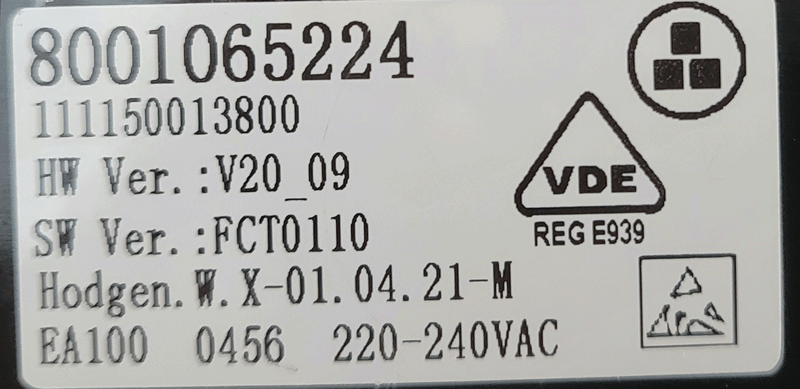 8001065224
111150013800
HW Ver.:V20_09
SW Ver.:FCT0110
Hodgen.W.X-01.04.21-M
EA100 0456 220-240VAC
VDE
REG E939